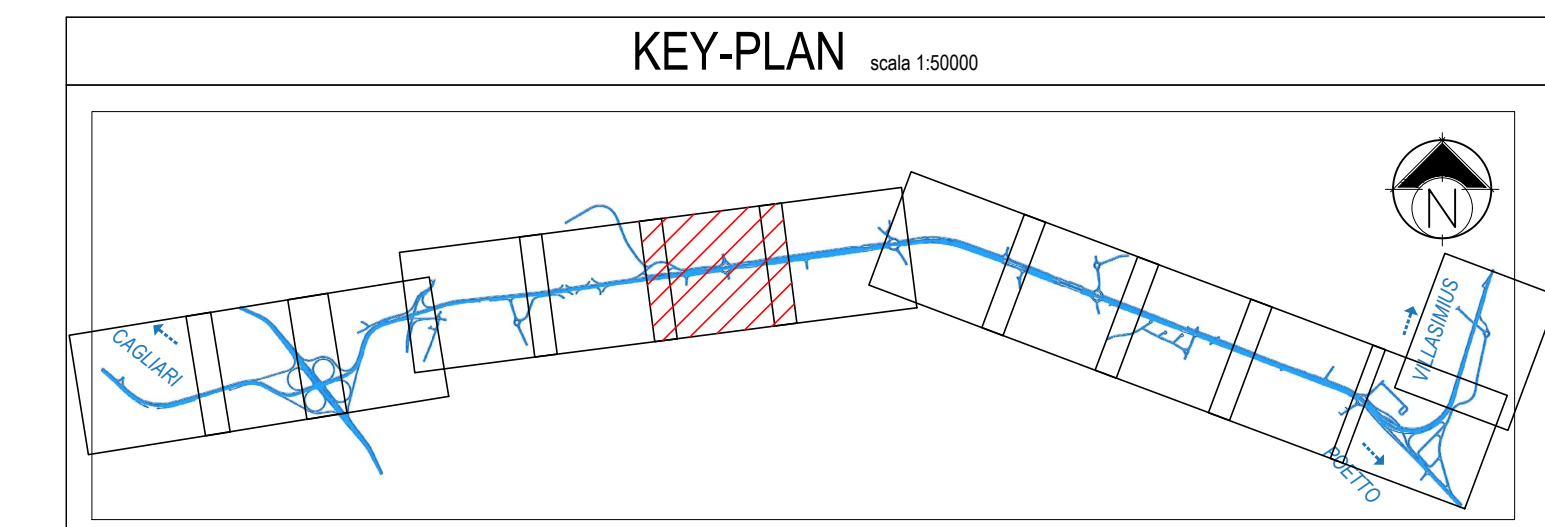 KEY-PLAN scala 1:50000
N
CAGLIARI
VILLASIMIUS
POETTO